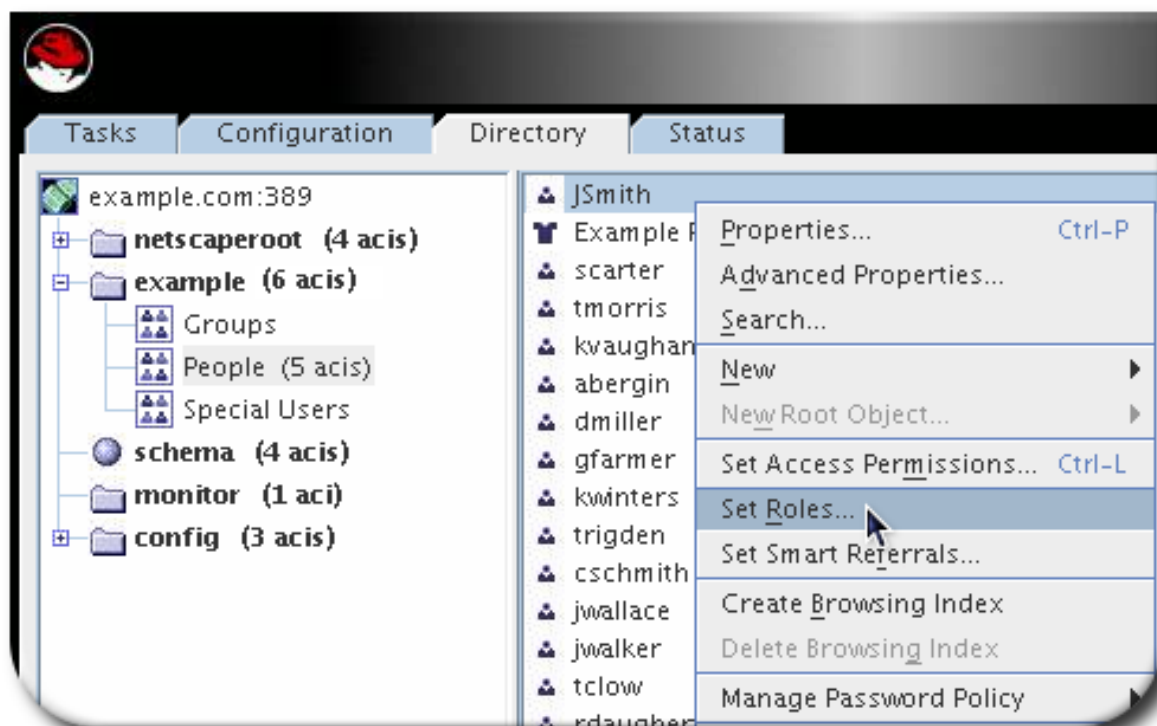 Tasks Configuration Directory Status
example.com:389
netscaperoot (4 acis)
example (6 acis)
Groups
People (5 acis)
Special Users
schema (4 acis)
monitor (1 aci)
config (3 acis)
JSmith
Example
scarter
tmorris
kvaughan
abergin
dmiller
gfarmer
kwinters
trigden
cschmith
jwallace
jwalker
tclow
Properties... Ctrl-P
Advanced Properties...
Search...
New
New Root Object...
Set Access Permissions... Ctrl-L
Set Roles...
Set Smart Referrals...
Create Browsing Index
Delete Browsing Index
Manage Password Policy